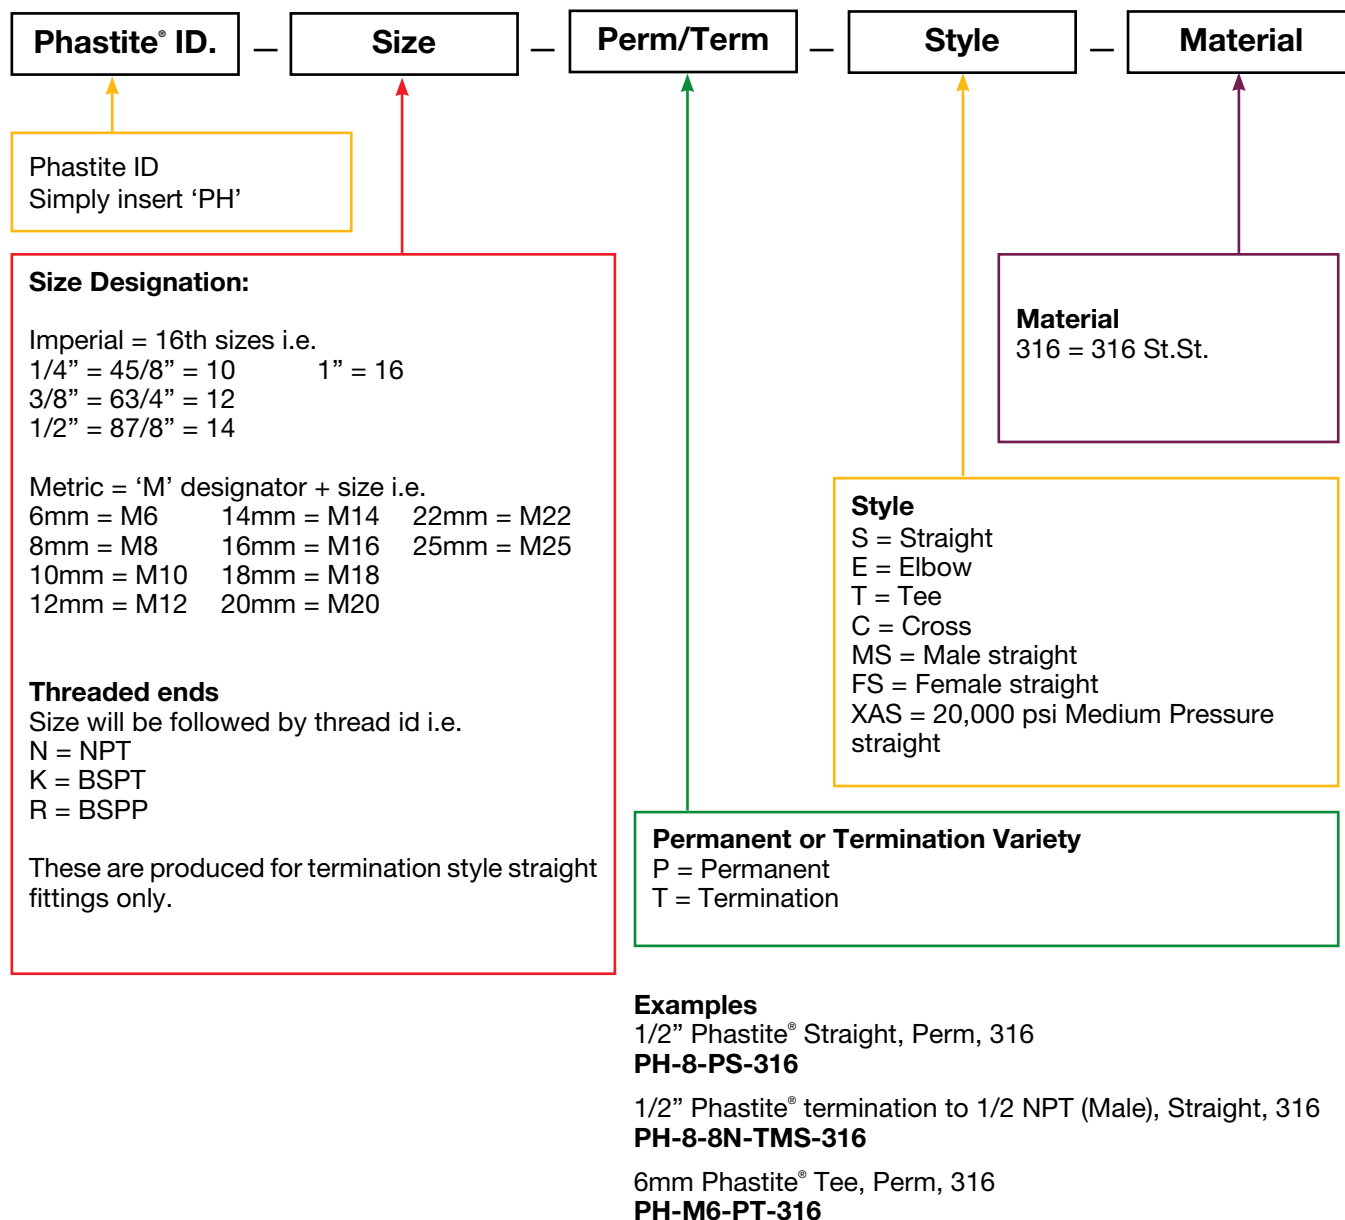 Phastite® ID. – Size – Perm/Term – Style – Material
Phastite ID
Simply insert ‘PH’
Size Designation:
Imperial = 16th sizes i.e.
1/4” = 45/8” = 10 1” = 16
3/8” = 63/4” = 12
1/2” = 87/8” = 14
Metric = ‘M’ designator + size i.e.
6mm = M6 14mm = M14 22mm = M22
8mm = M8 16mm = M16 25mm = M25
10mm = M10 18mm = M18
12mm = M12 20mm = M20
Threaded ends
Size will be followed by thread id i.e.
N = NPT
K = BSPT
R = BSPP
These are produced for termination style straight
fittings only.
Material
316 = 316 St.St.
Style
S = Straight
E = Elbow
T = Tee
C = Cross
MS = Male straight
FS = Female straight
XAS = 20,000 psi Medium Pressure
straight
Permanent or Termination Variety
P = Permanent
T = Termination
Examples
1/2” Phastite® Straight, Perm, 316
PH-8-PS-316
1/2” Phastite® termination to 1/2 NPT (Male), Straight, 316
PH-8-8N-TMS-316
6mm Phastite® Tee, Perm, 316
PH-M6-PT-316